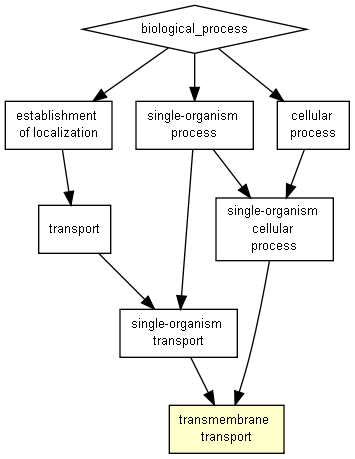 biological_process
establishment
of localization
single-organism
process
cellular
process
transport
single-organism
cellular
process
single-organism
transport
transmembrane
transport